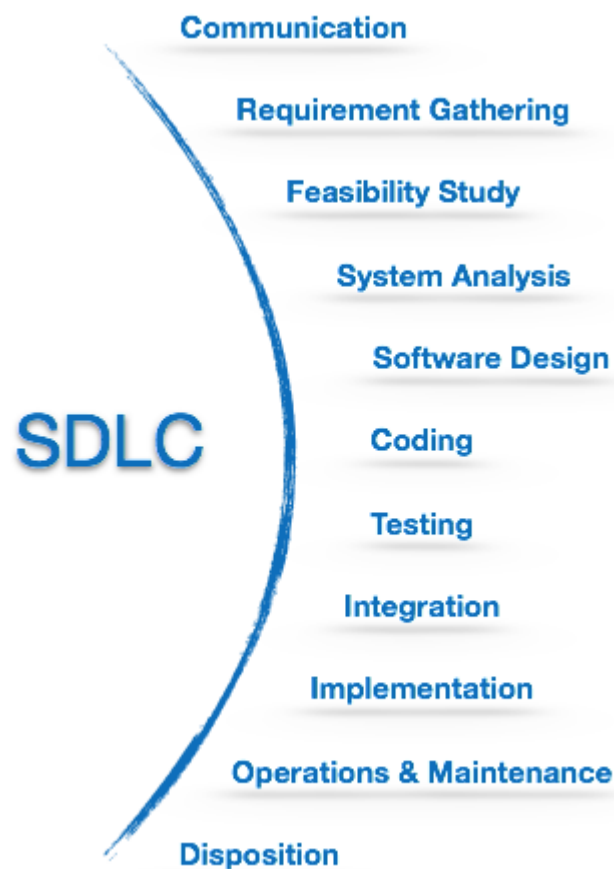 Communication
Requirement Gathering
Feasibility Study
System Analysis
Software Design
SDLC
Coding
Testing
Integration
Implementation
Operations & Maintenance
Disposition